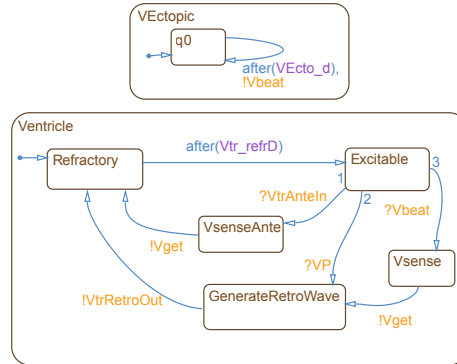 VEctopic
q0
after(VEcto_d),
!Vbeat
Ventricle
Refractory
after(Vtr_refrD)
Excitable
3
1
2
?VtrAnteIn
?Vbeat
VsenseAnte
!Vget
?VP
Vsense
!VtrRetroOut
GenerateRetroWave
!Vget